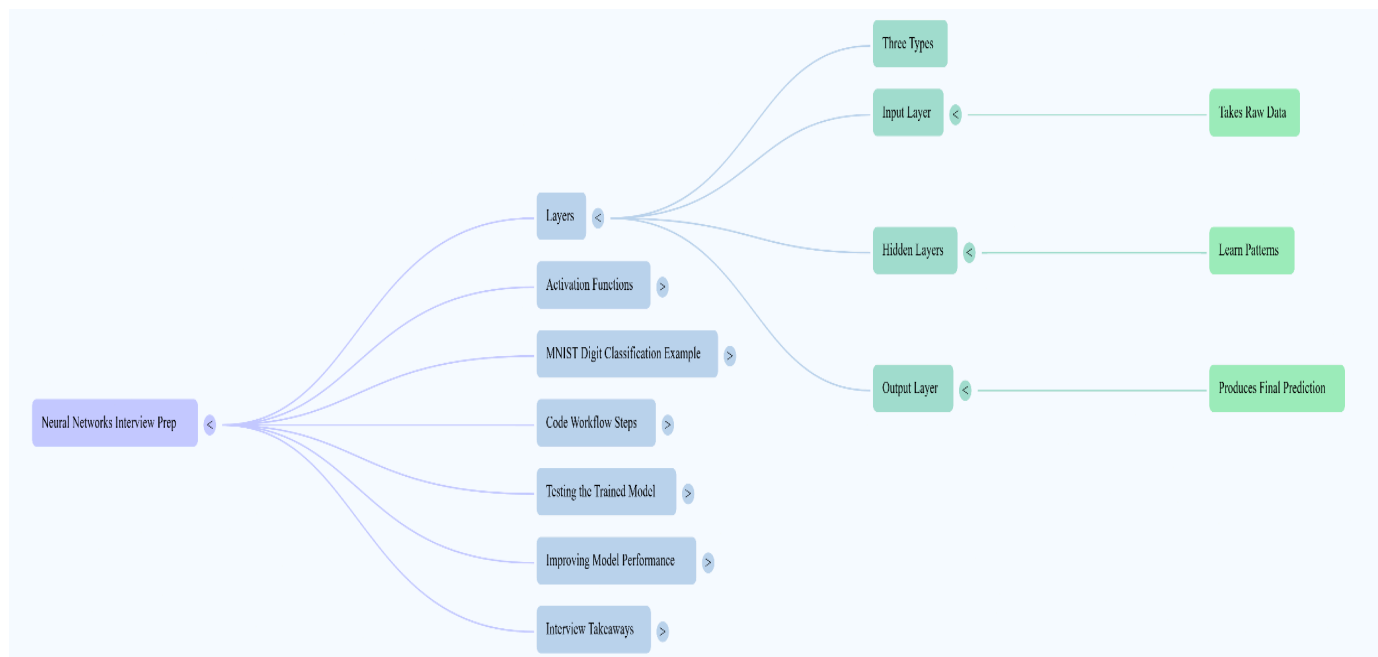 Neural Networks Interview Prep
<
Layers
<
Three Types
Input Layer
<
Takes Raw Data
Hidden Layers
<
Learn Patterns
Output Layer
<
Produces Final Prediction
Activation Functions
>
MNIST Digit Classification Example
>
Code Workflow Steps
>
Testing the Trained Model
>
Improving Model Performance
>
Interview Takeaways
>